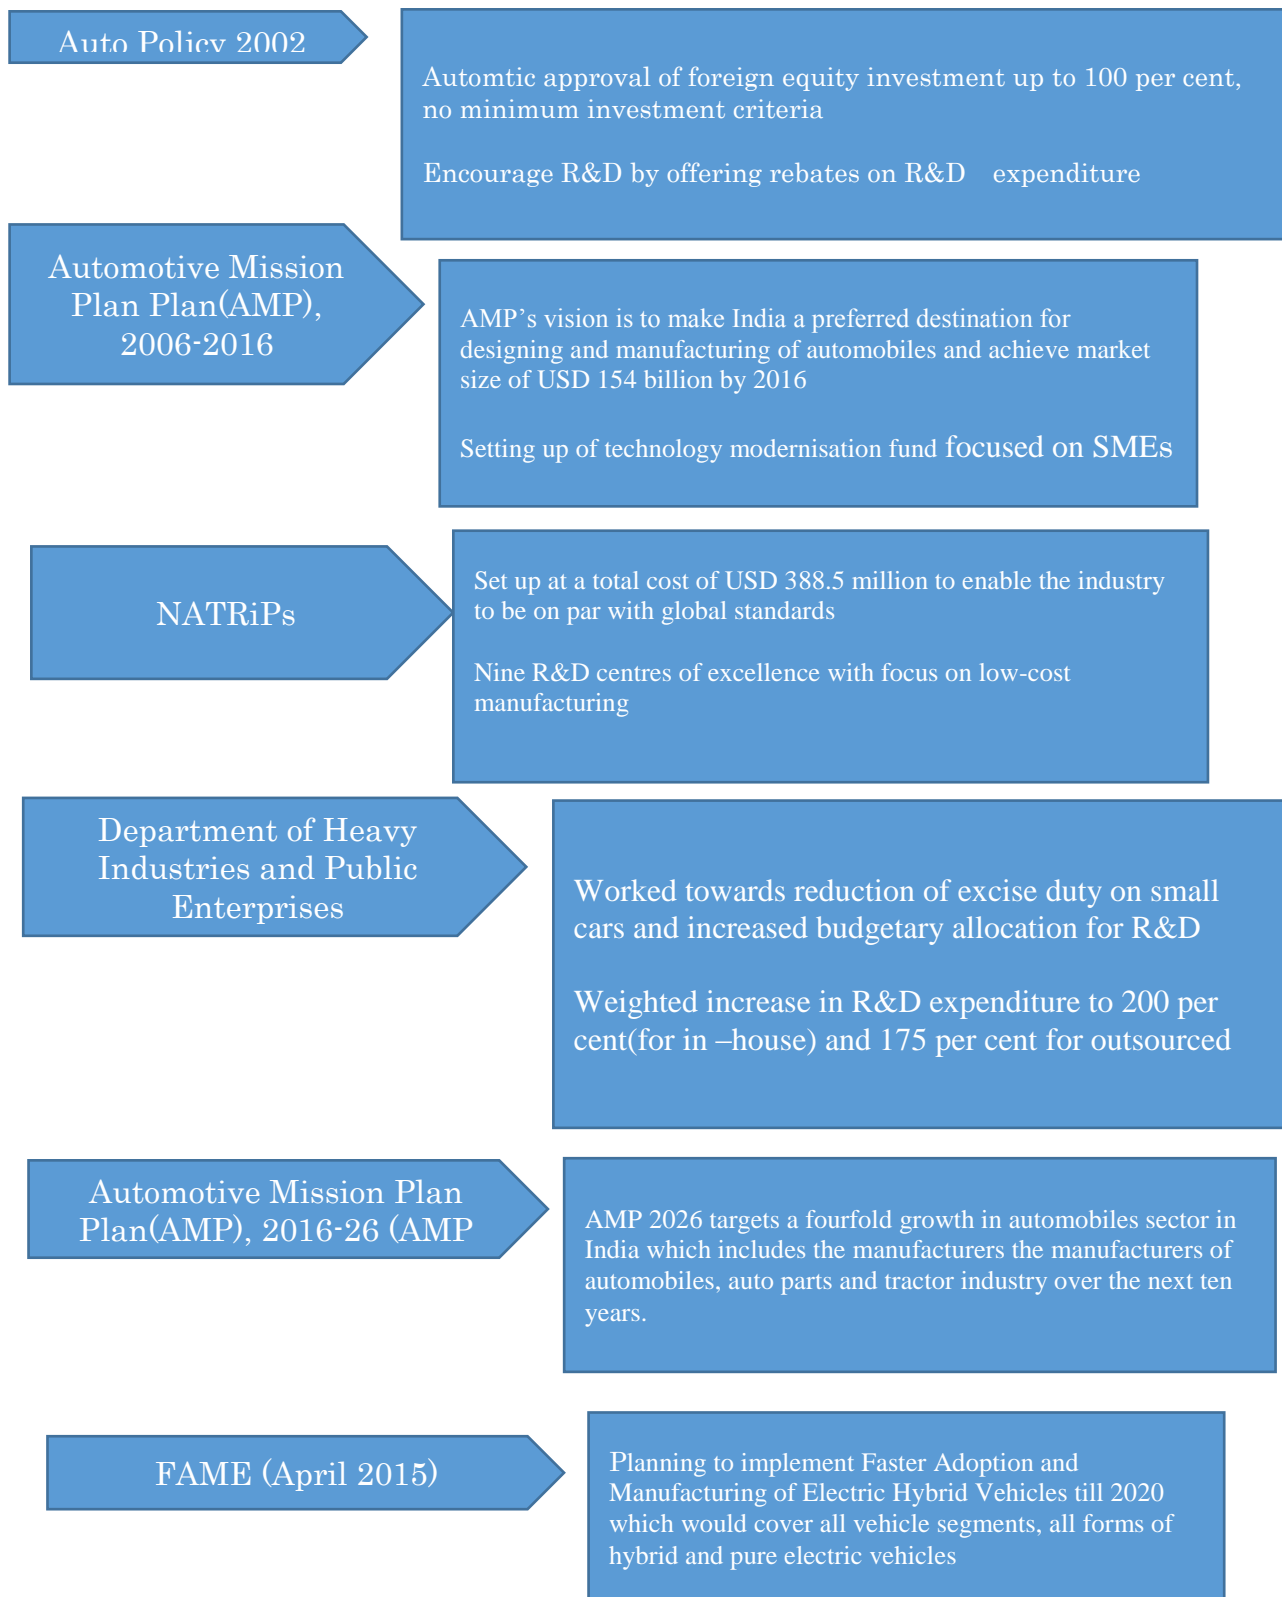 Auto Policy 2002
Automtic approval of foreign equity investment up to 100 per cent,
no minimum investment criteria
Encourage R&D by offering rebates on R&D expenditure
Automotive Mission
Plan Plan(AMP),
2006-2016
AMP’s vision is to make India a preferred destination for
designing and manufacturing of automobiles and achieve market
size of USD 154 billion by 2016
Setting up of technology modernisation fund focused on SMEs
NATRiPs
Set up at a total cost of USD 388.5 million to enable the industry
to be on par with global standards
Nine R&D centres of excellence with focus on low-cost
manufacturing
Department of Heavy
Industries and Public
Enterprises
Worked towards reduction of excise duty on small
cars and increased budgetary allocation for R&D
Weighted increase in R&D expenditure to 200 per
cent(for in –house) and 175 per cent for outsourced
Automotive Mission Plan
Plan(AMP), 2016-26 (AMP
AMP 2026 targets a fourfold growth in automobiles sector in
India which includes the manufacturers the manufacturers of
automobiles, auto parts and tractor industry over the next ten
years.
FAME (April 2015)
Planning to implement Faster Adoption and
Manufacturing of Electric Hybrid Vehicles till 2020
which would cover all vehicle segments, all forms of
hybrid and pure electric vehicles